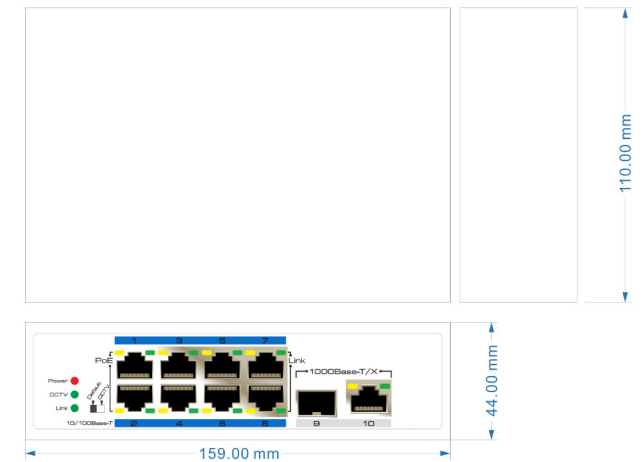 110.00 mm
1 3 5 7
PoE
Link
1000Base-T/X
Power
CCTV
Link
Default
CCTV
10/100Base-T
2 4 6 8
9 10
44.00 mm
159.00 mm